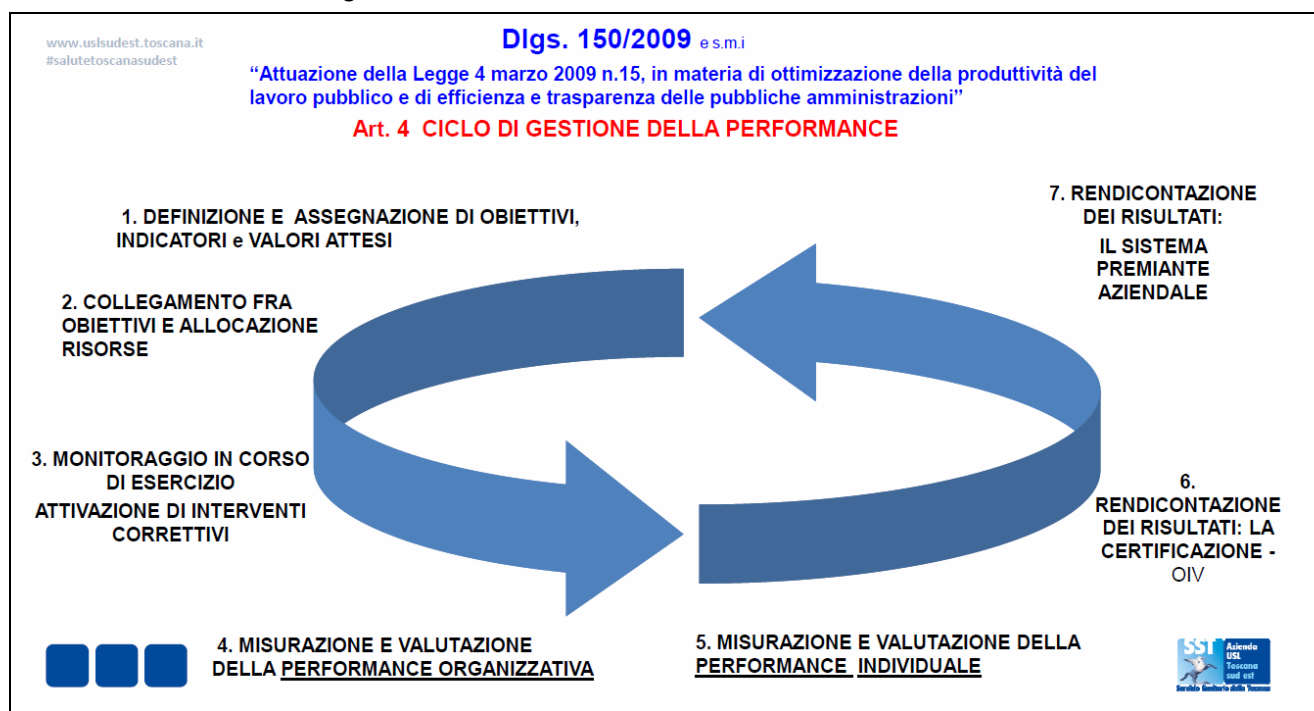 www.uslsudest.toscana.it
#salutetoscanasudest
Dlgs. 150/2009 e s.m.i
“Attuazione della Legge 4 marzo 2009 n.15, in materia di ottimizzazione della produttività del
lavoro pubblico e di efficienza e trasparenza delle pubbliche amministrazioni”
Art. 4 CICLO DI GESTIONE DELLA PERFORMANCE
1. DEFINIZIONE E ASSEGNAZIONE DI OBIETTIVI,
INDICATORI e VALORI ATTESI
2. COLLEGAMENTO FRA
OBIETTIVI E ALLOCAZIONE
RISORSE
3. MONITORAGGIO IN CORSO
DI ESERCIZIO
ATTIVAZIONE DI INTERVENTI
CORRETTIVI
4. MISURAZIONE E VALUTAZIONE
DELLA PERFORMANCE ORGANIZZATIVA
5. MISURAZIONE E VALUTAZIONE DELLA
PERFORMANCE INDIVIDUALE
6.
RENDICONTAZIONE
DEI RISULTATI: LA
CERTIFICAZIONE -
OIV
7. RENDICONTAZIONE
DEI RISULTATI:
IL SISTEMA
PREMIANTE
AZIENDALE
SST
Azienda
USL
Toscana
sud est
Servizio Sanitario della Toscana